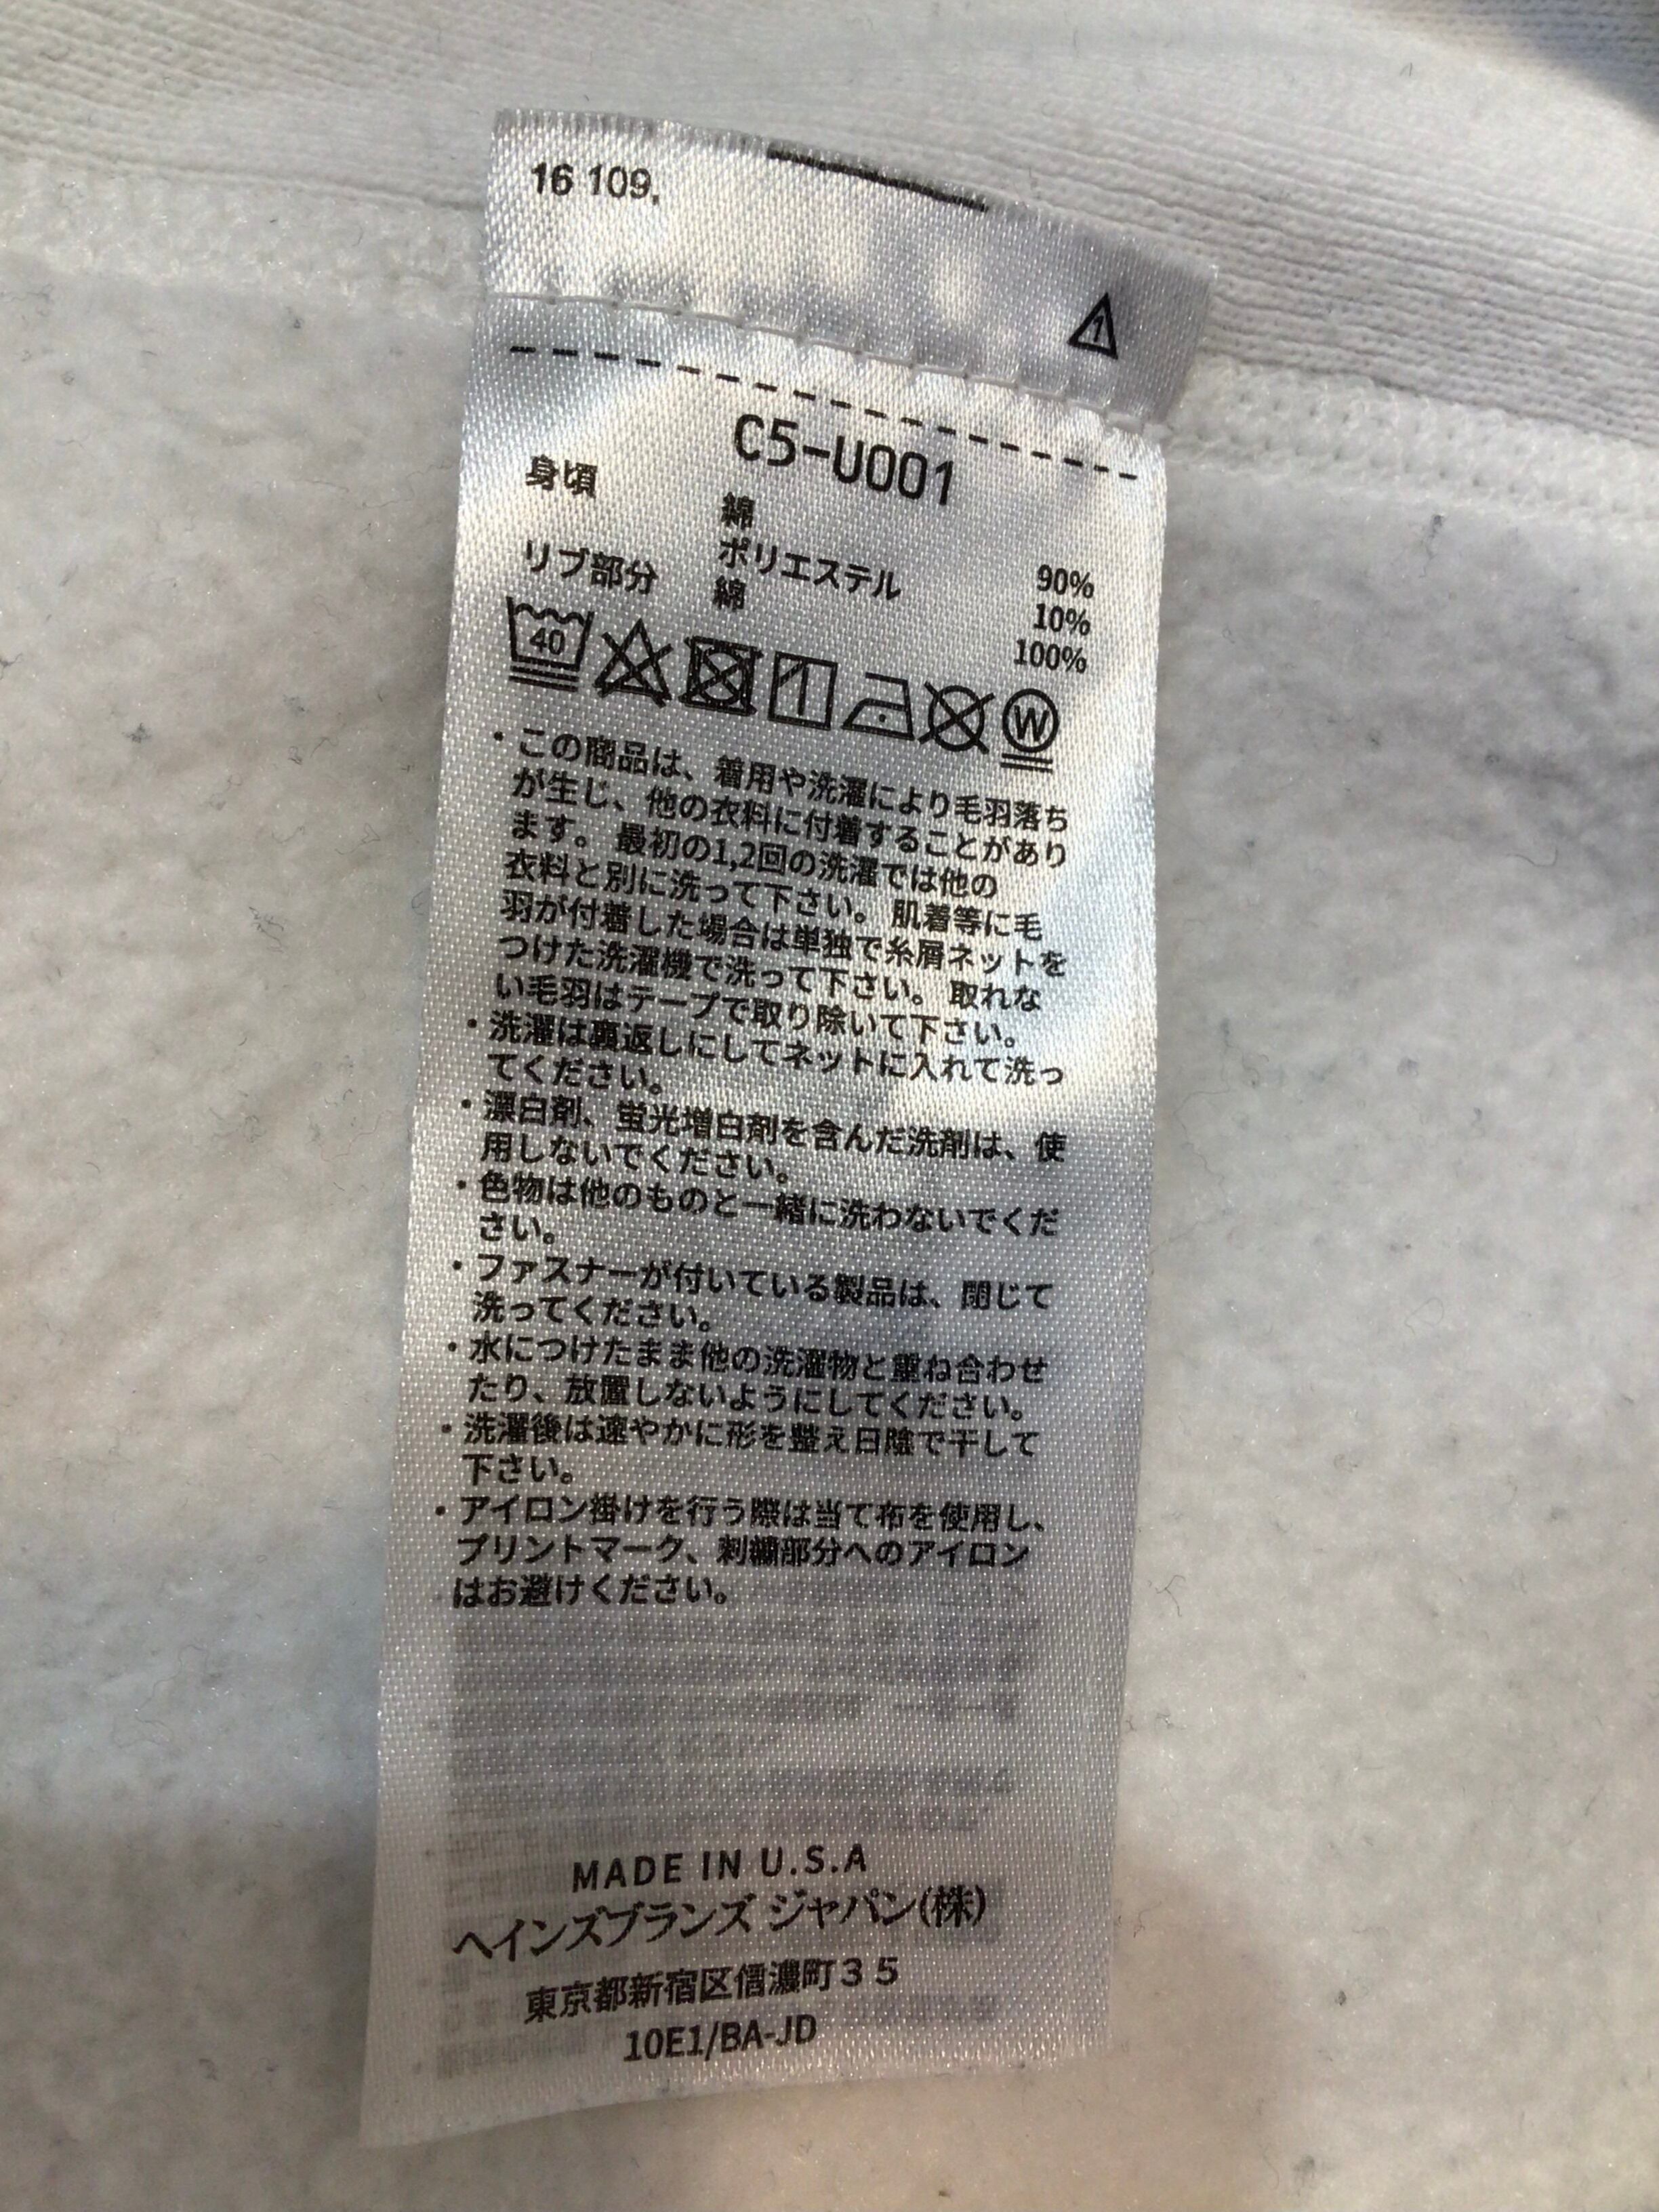 16 109,
1
C5-U001
身頃 綿 90%
ポリエステル 10%
リブ部分 綿 100%
40
W
・この商品は、着用や洗濯により毛羽落ち
が生じ、他の衣料に付着することがあり
ます。 最初の1,2回の洗濯では他の
衣料と別に洗って下さい。 肌着等に毛
羽が付着した場合は単独で糸屑ネットを
つけた洗濯機で洗って下さい。 取れな
い毛羽はテープで取り除いて下さい。
・洗濯は裏返しにしてネットに入れて洗っ
てください。
・漂白剤、蛍光増白剤を含んだ洗剤は、使
用しないでください。
・色物は他のものと一緒に洗わないでくだ
さい。
・ファスナーが付いている製品は、閉じて
洗ってください。
・水につけたまま他の洗濯物と重ね合わせ
たり、放置しないようにしてください。
・洗濯後は速やかに形を整え日陰で干して
下さい。
・アイロン掛けを行う際は当て布を使用し、
プリントマーク、刺繍部分へのアイロン
はお避けください。
MADE IN U.S.A
ヘインズブランズ ジャパン(株)
東京都新宿区信濃町35
10E1/BA-JD